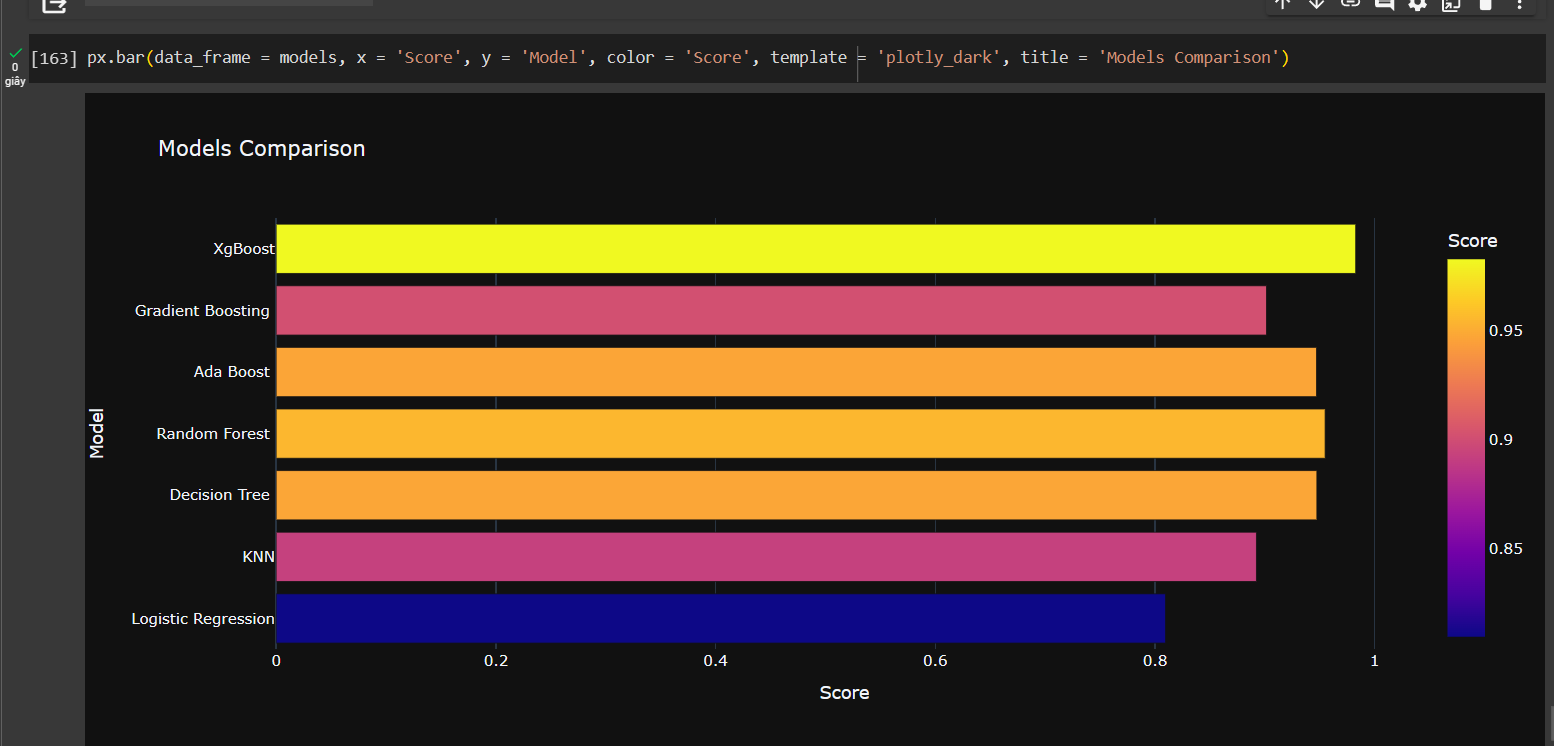 [163] px.bar(data_frame = models, x = 'Score', y = 'Model', color = 'Score', template = 'plotly_dark', title = 'Models Comparison')
0
giây
Models Comparison
Model
XgBoost
Gradient Boosting
Ada Boost
Random Forest
Decision Tree
KNN
Logistic Regression
0 0.2 0.4 0.6 0.8 1
Score
Score
0.95
0.9
0.85